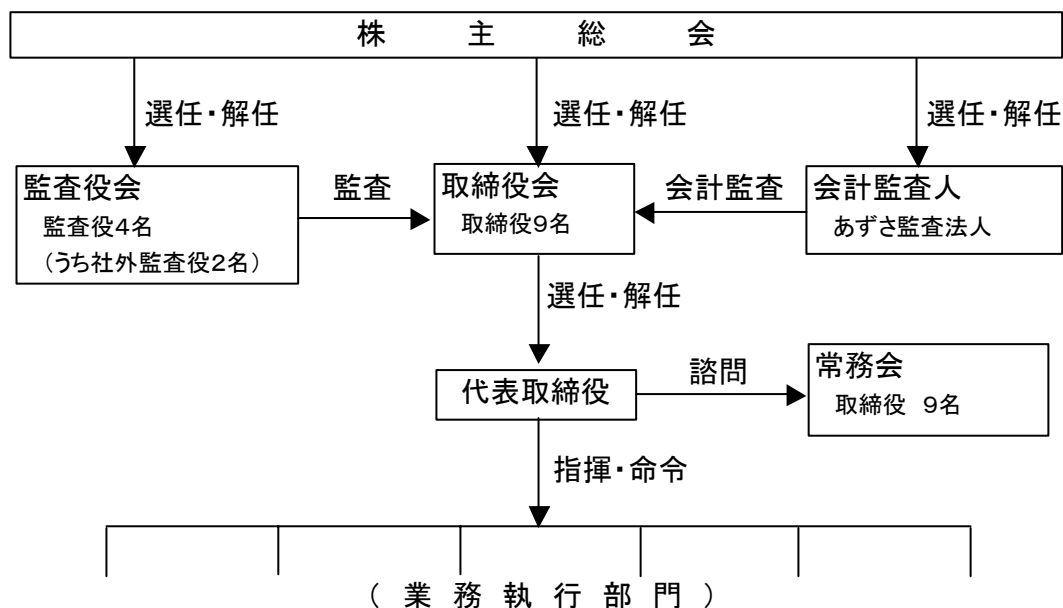 株主総会
選任・解任
選任・解任
選任・解任
監査役会
監査役4名
(うち社外監査役2名)
監査
取締役会
取締役9名
会計監査
会計監査人
あずさ監査法人
選任・解任
代表取締役
諮問
常務会
取締役 9名
指揮・命令
(業務執行部門)